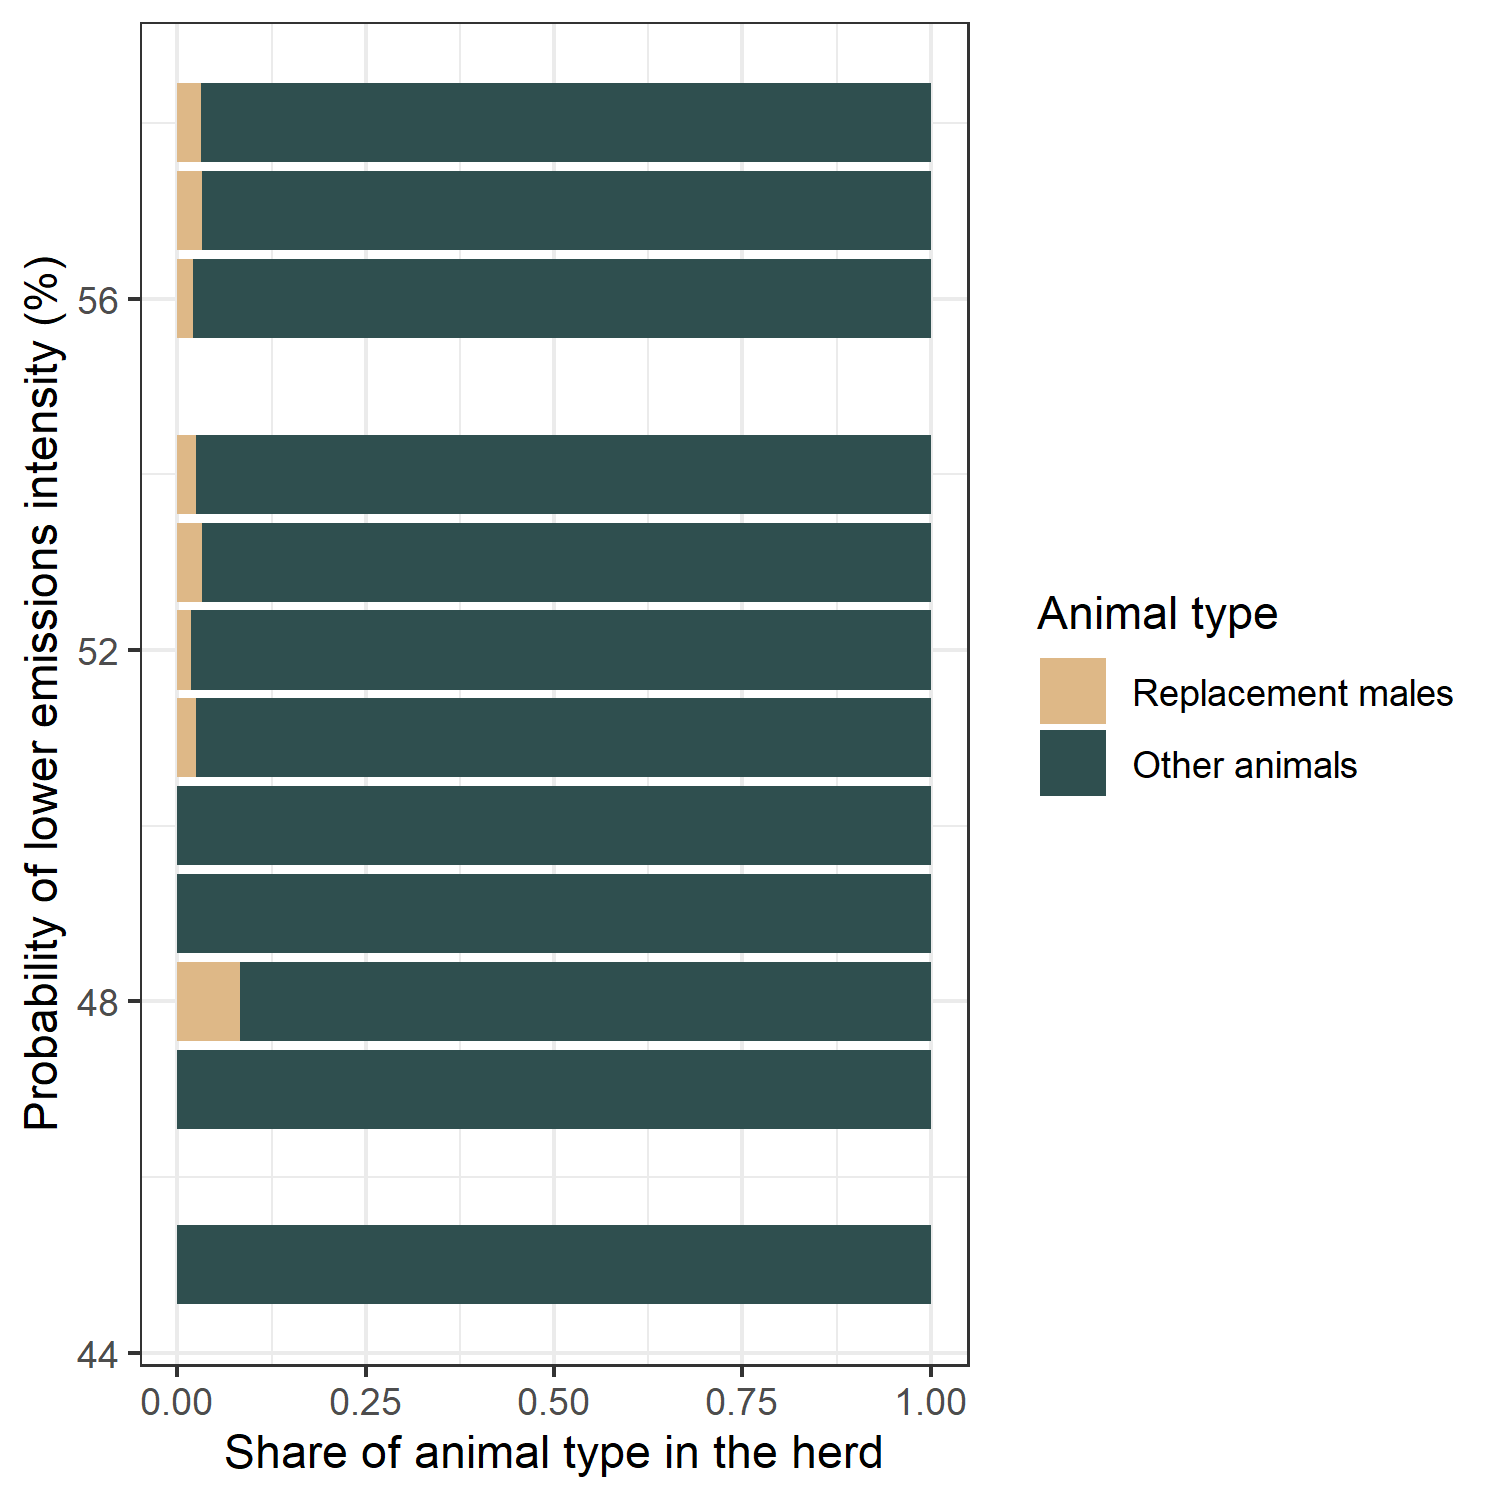 Probability of lower emissions intensity (%)
56
52
48
44
0.00 0.25 0.50 0.75 1.00
Share of animal type in the herd
Animal type
Replacement males
Other animals